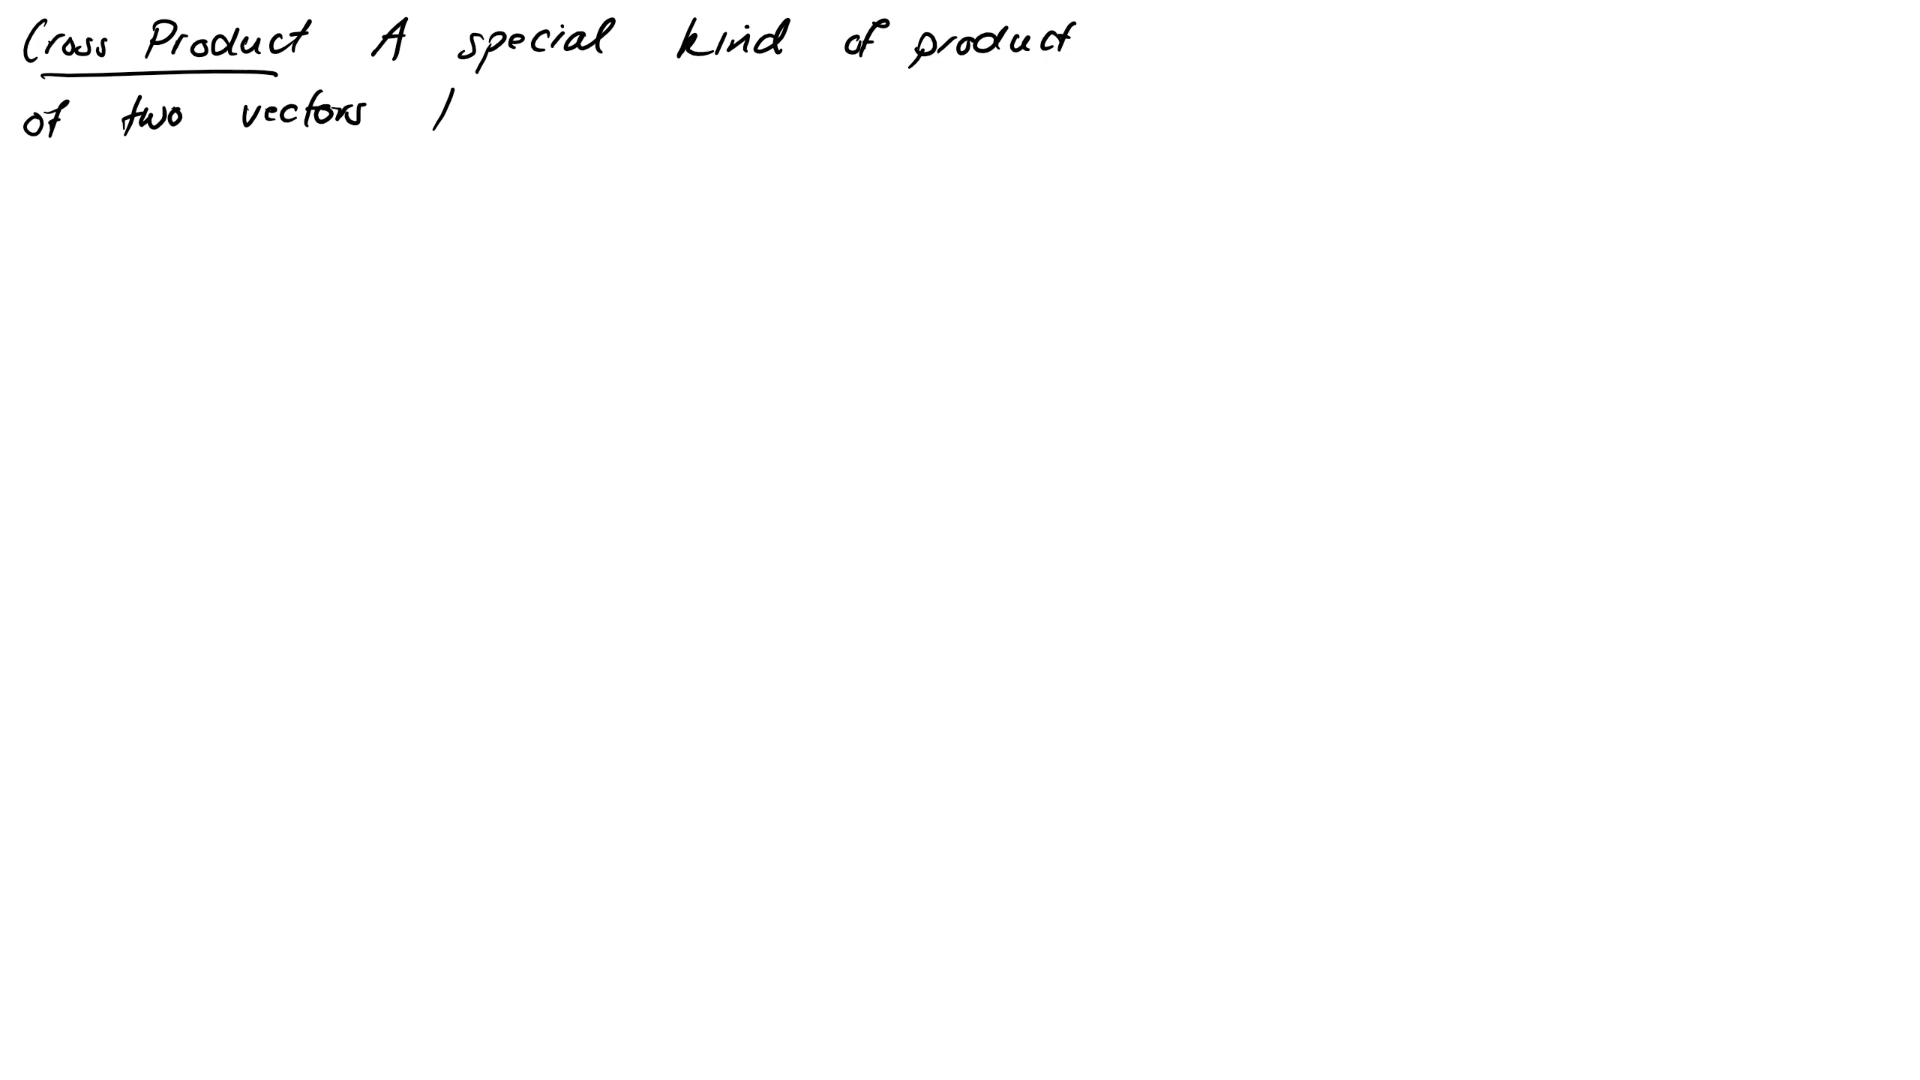 Cross Product A special kind of product
of two vectors